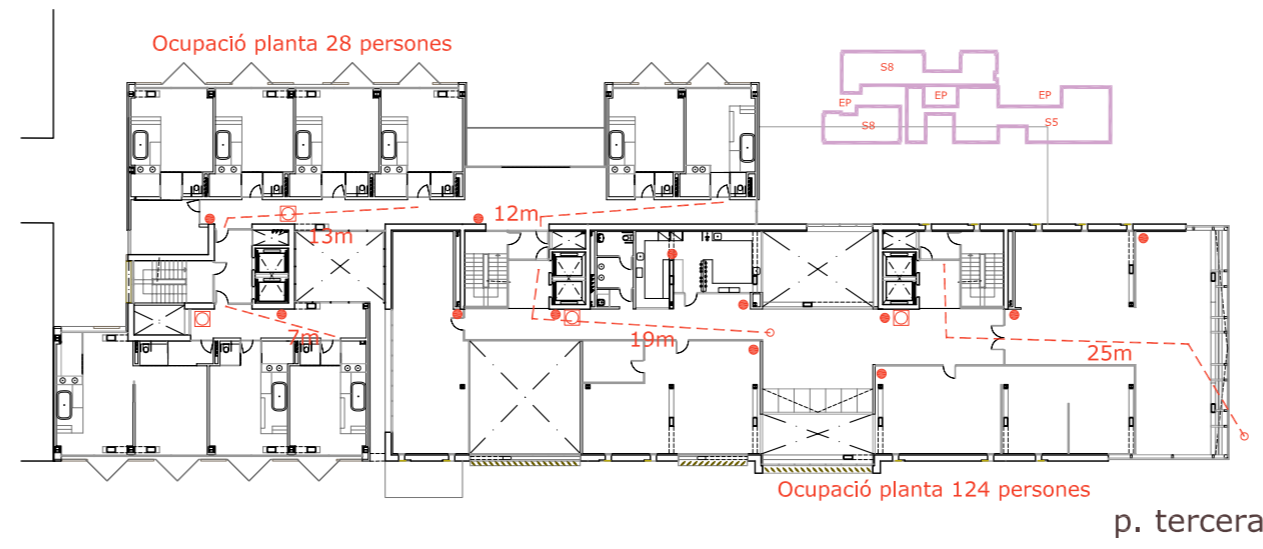 Ocupació planta 28 persones
S8
EP
EP
EP
S8
S5
12m
13m
7m
19m
25m
Ocupació planta 124 persones
p. tercera